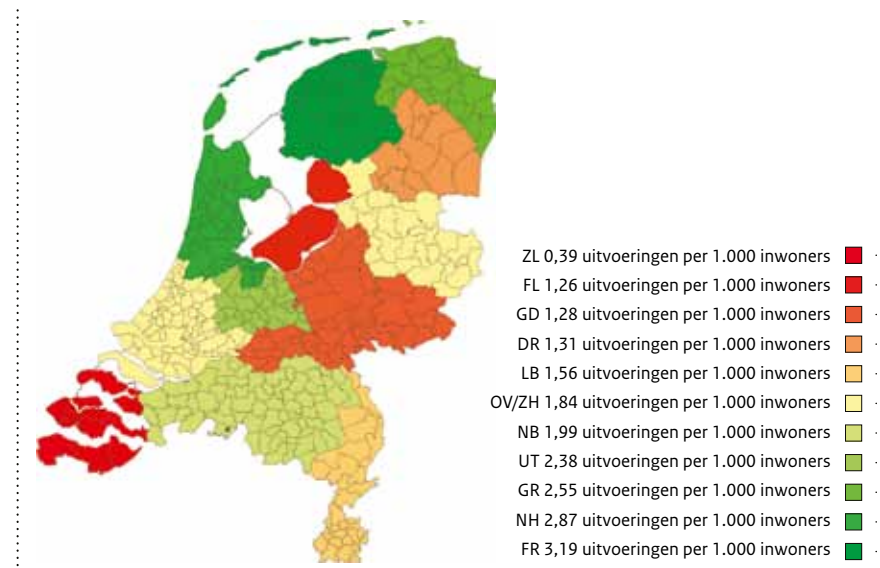 ZL 0,39 uitvoeringen per 1.000 inwoners
FL 1,26 uitvoeringen per 1.000 inwoners
GD 1,28 uitvoeringen per 1.000 inwoners
DR 1,31 uitvoeringen per 1.000 inwoners
LB 1,56 uitvoeringen per 1.000 inwoners
OV/ZH 1,84 uitvoeringen per 1.000 inwoners
NB 1,99 uitvoeringen per 1.000 inwoners
UT 2,38 uitvoeringen per 1.000 inwoners
GR 2,55 uitvoeringen per 1.000 inwoners
NH 2,87 uitvoeringen per 1.000 inwoners
FR 3,19 uitvoeringen per 1.000 inwoners